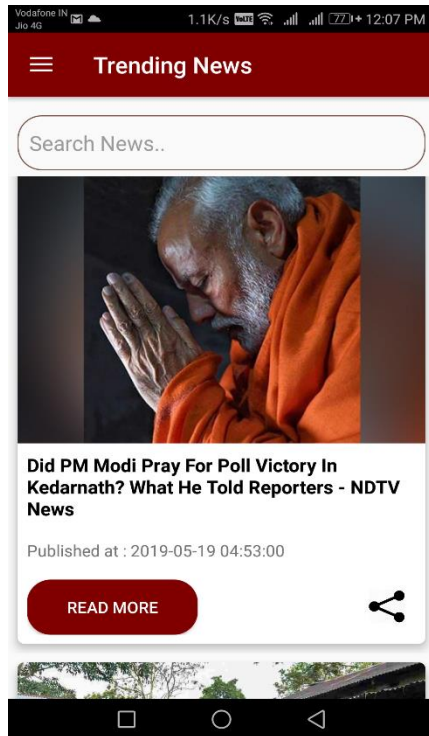 Vodafone IN
Jio 4G
1.1K/s VoLTE 77 12:07 PM
Trending News
Search News..
Did PM Modi Pray For Poll Victory In
Kedarnath? What He Told Reporters - NDTV
News
Published at : 2019-05-19 04:53:00
READ MORE